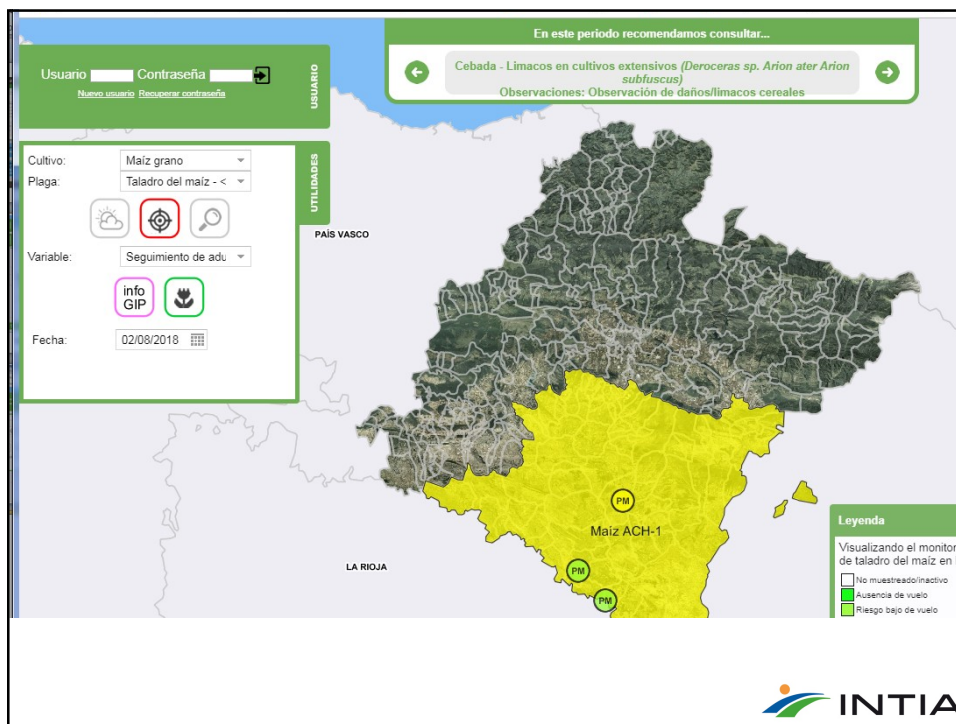 En este periodo recomendamos consultar...
Usuario Contraseña
Nuevo usuario Recuperar contraseña
USUARIO
Cebada - Limacos en cultivos extensivos (Deroceras sp. Arion ater Arion
subfuscus)
Observaciones: Observación de daños/limacos cereales
Cultivo: Maíz grano
Plaga: Taladro del maíz - <
UTILIDADES
Variable: Seguimiento de adu
info
GIP
Fecha: 02/08/2018
PAÍS VASCO
PM
Maíz ACH-1
LA RIOJA
PM
PM
Leyenda
Visualizando el monitor
de taladro del maíz en
No muestreado/inactivo
Ausencia de vuelo
Riesgo bajo de vuelo
INTIA